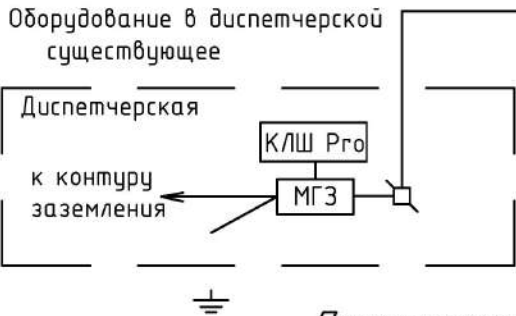 Оборудование в диспетчерской
существующее
Диспетчерская
КЛШ Pro
к контуру
заземления
МГЗ